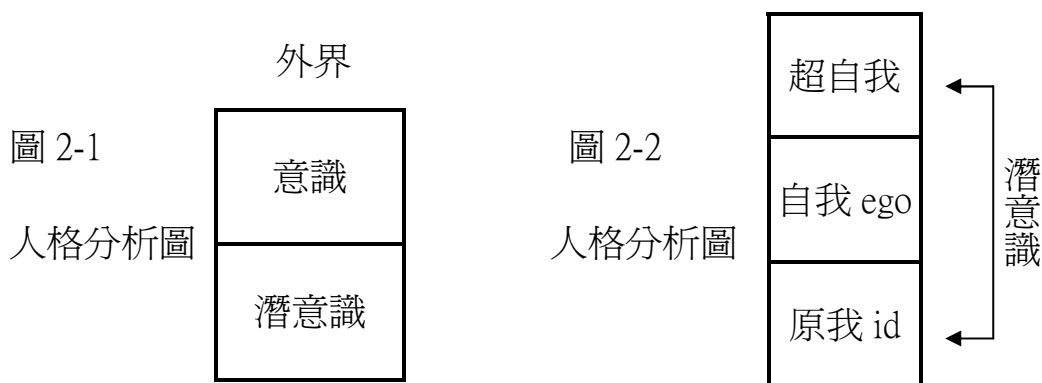 外界
圖 2-1
意識
人格分析圖
潛意識
超自我
圖 2-2
自我 ego
人格分析圖
原我 id
潛意識